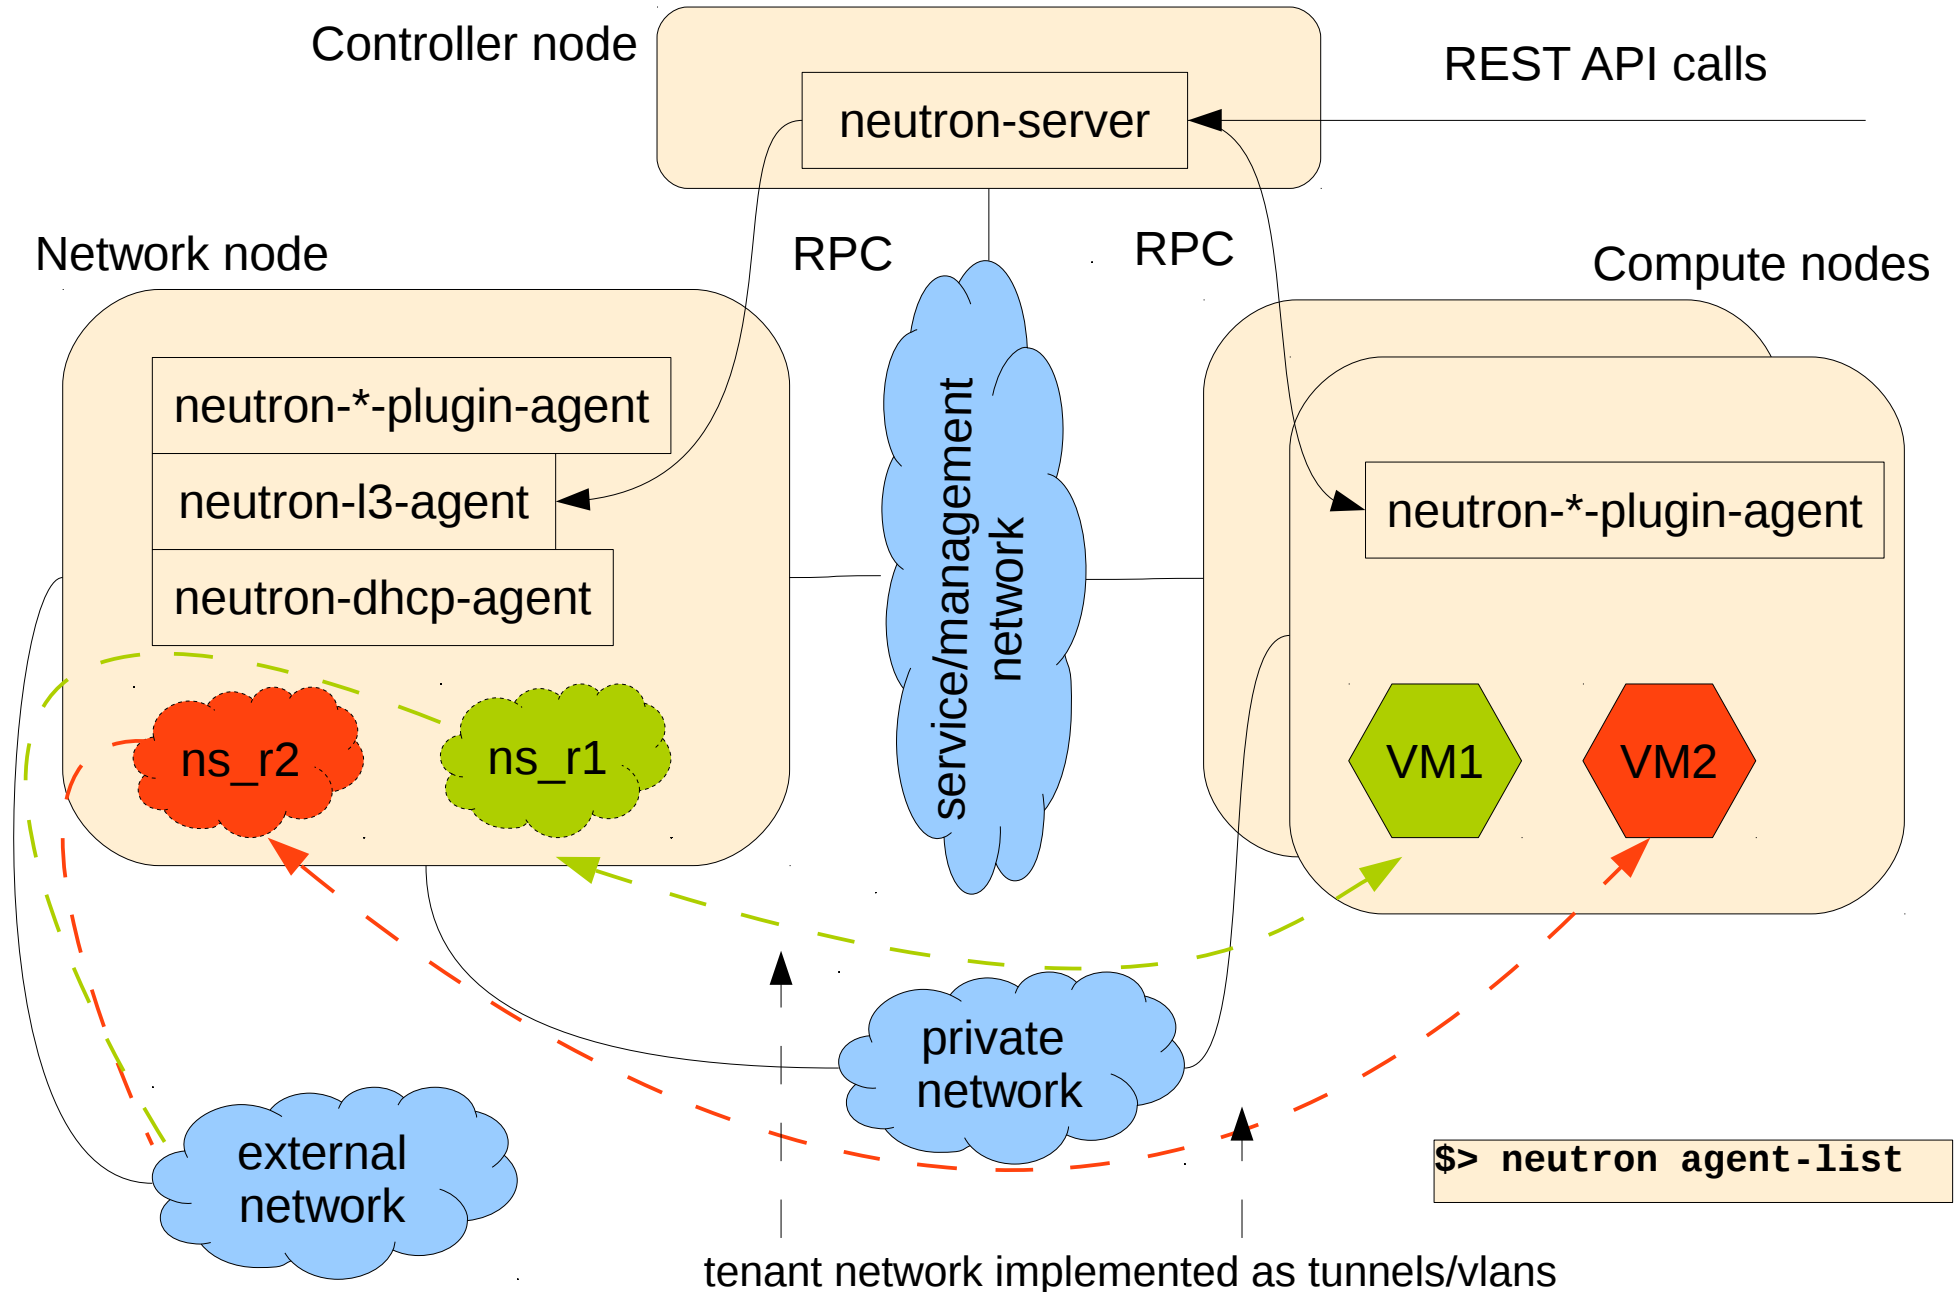 Controller node
REST API calls
neutron-server
Network node
RPC
RPC
Compute nodes
neutron-*-plugin-agent
neutron-l3-agent
neutron-dhcp-agent
service/management
network
neutron-*-plugin-agent
ns_r2
ns_r1
VM1
VM2
private
network
external
network
$> neutron agent-list
tenant network implemented as tunnels/vlans